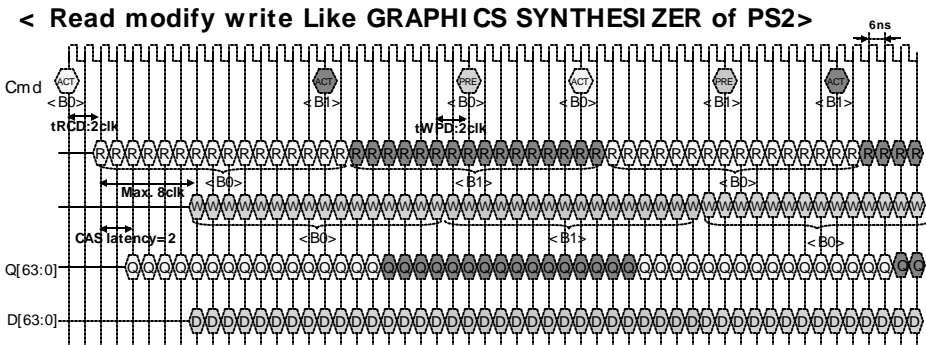 < Read modify write Like GRAPHICS SYNTHESIZER of PS2>
6ns
Cmd ACT ACT PRE ACT PRE ACT
<B0> <B1> <B0> <B0> <B1> <B1>
tRCD:2clk tWPD:2clk
R R R R R R R R R R R R R R R R R R R R R R R R R R R R R R R R R R R R R R R R R R R R R R R R R R R R
<B0> <B1> <B0>
Max. 8clk
W W W W W W W W W W W W W W W W W W W W W W W W W W W W W W W W W W W W W W W W W W W W W W
CAS latency=2 <B0> <B1> <B0>
Q[63:0] Q Q Q Q Q Q Q Q Q Q Q Q Q Q Q Q Q Q Q Q Q Q Q Q Q Q Q Q Q Q Q Q Q Q Q Q Q Q Q Q Q Q Q Q Q Q Q Q Q Q
D[63:0] D D D D D D D D D D D D D D D D D D D D D D D D D D D D D D D D D D D D D D D D D D D D D D